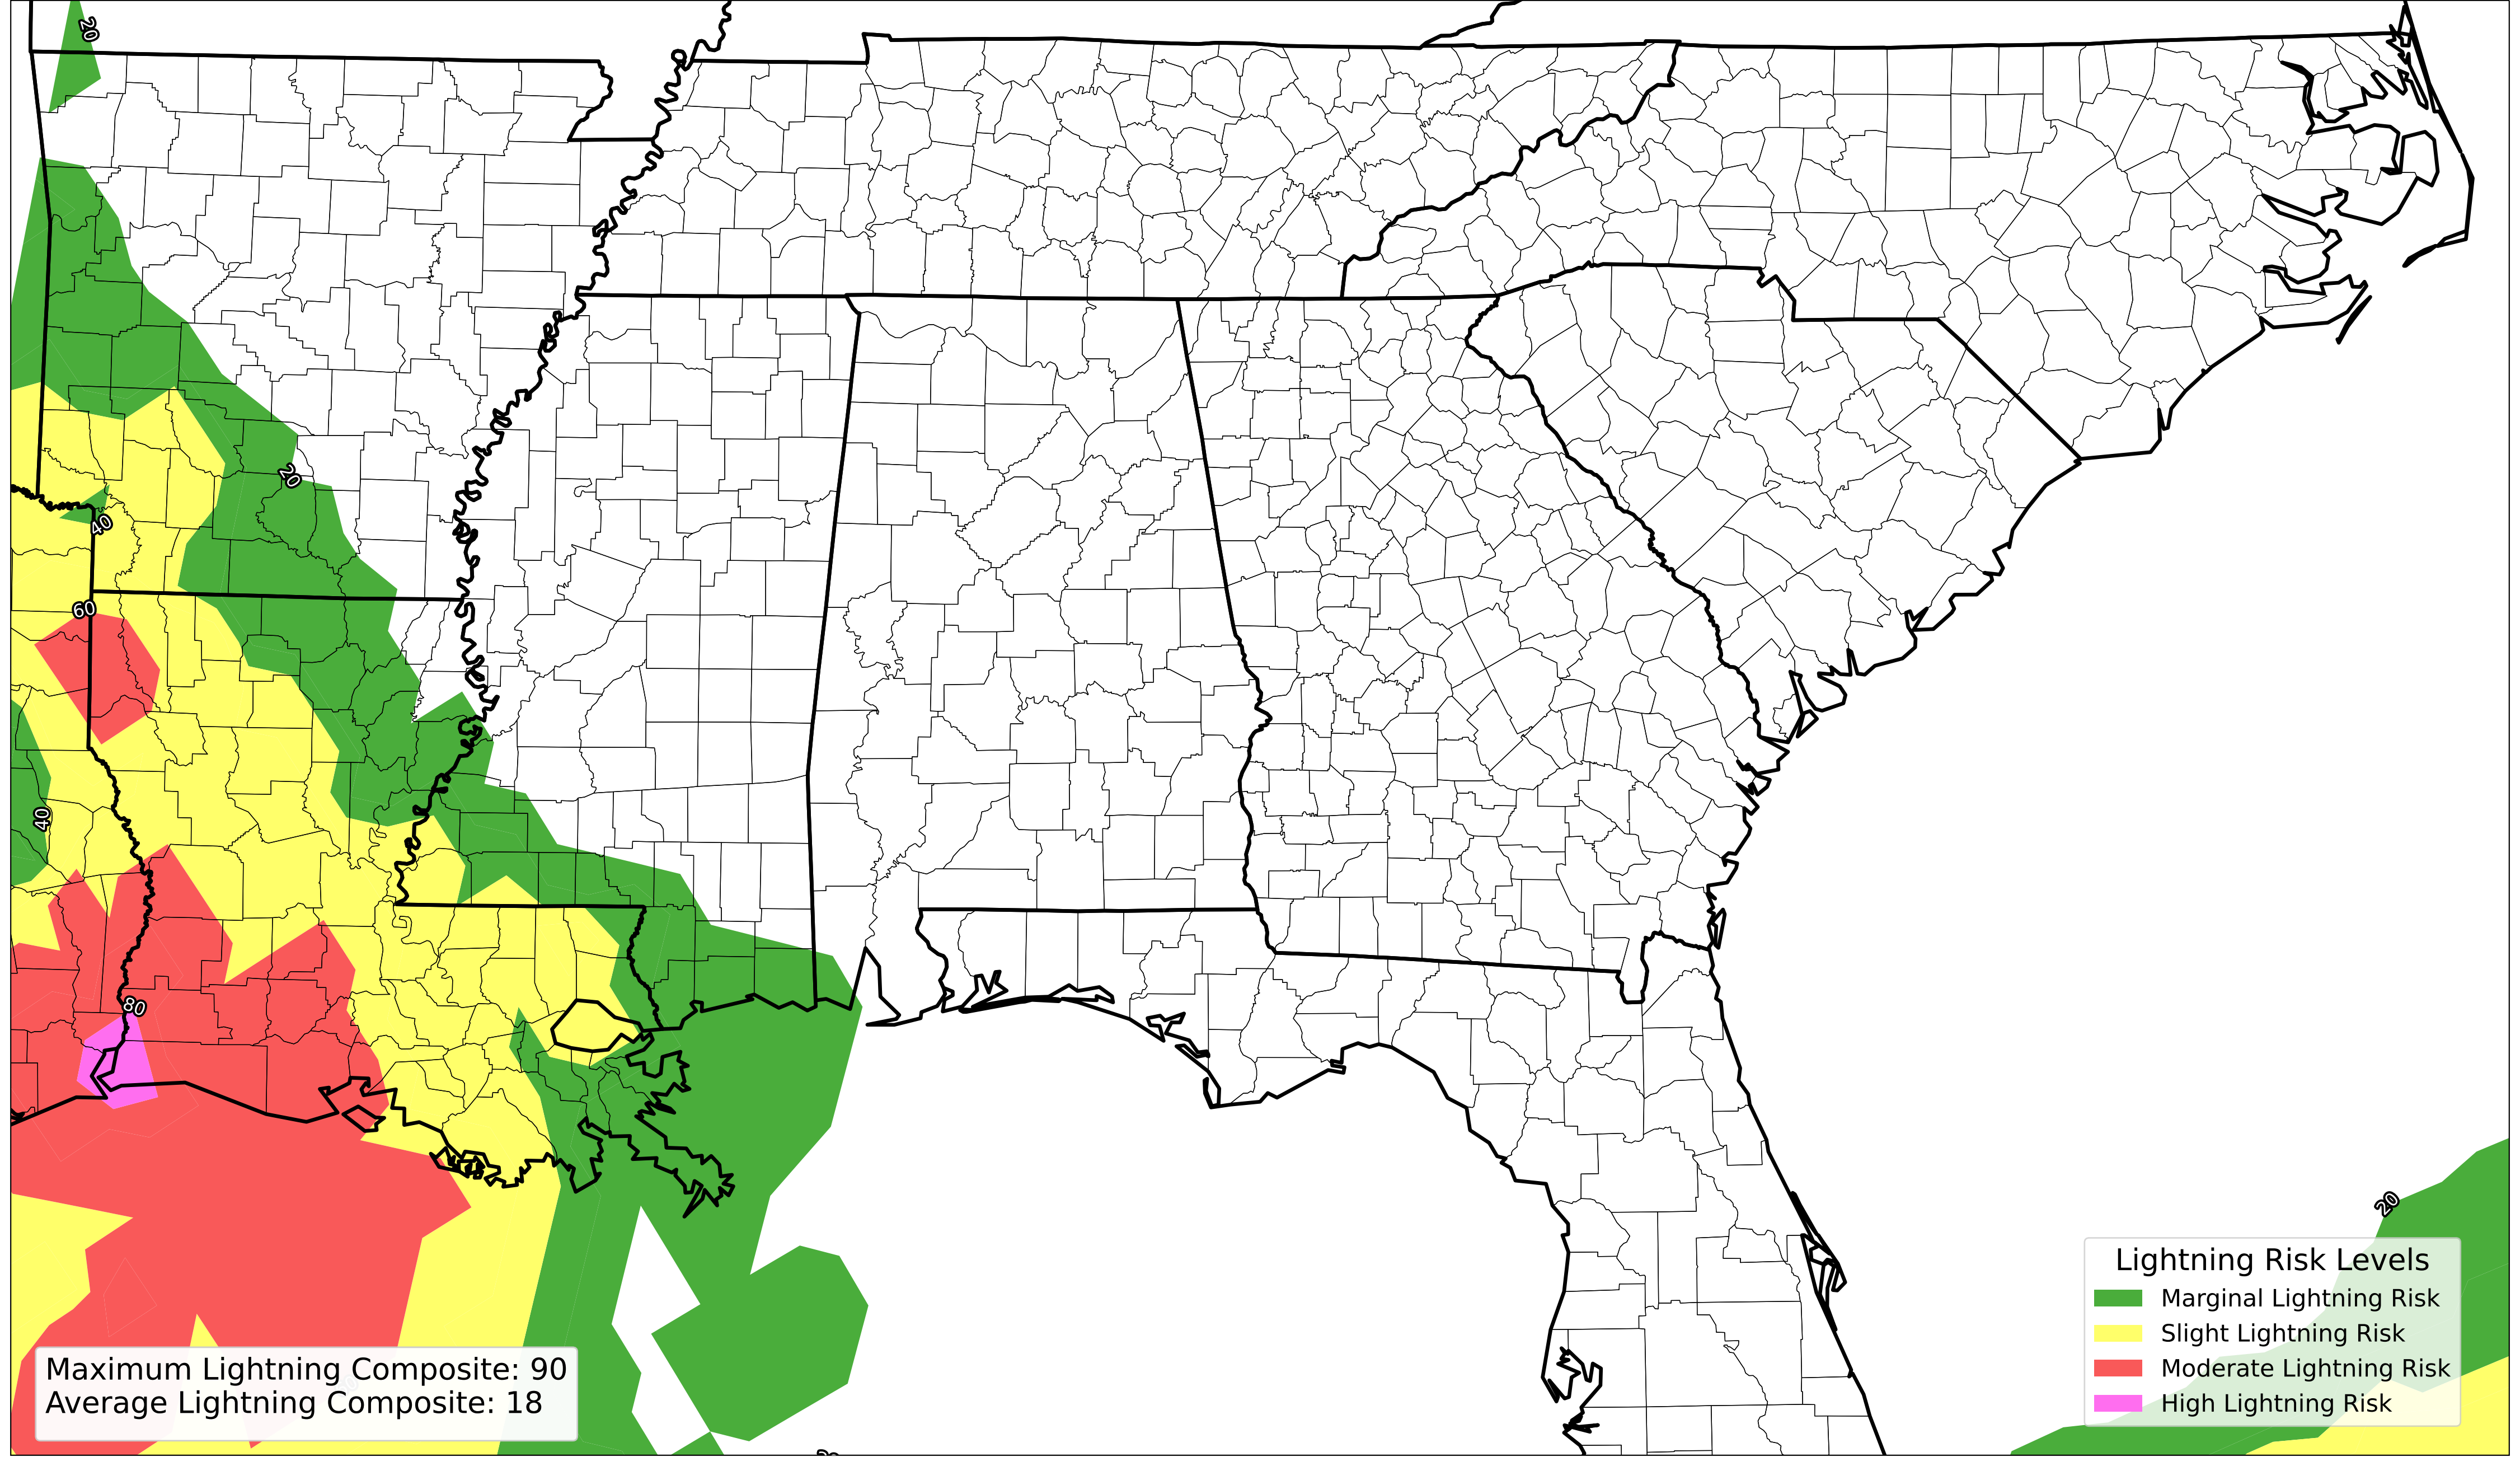 20
20
40
60
40
80
20
Lightning Risk Levels
Marginal Lightning Risk
Slight Lightning Risk
Moderate Lightning Risk
High Lightning Risk
Maximum Lightning Composite: 90
Average Lightning Composite: 18